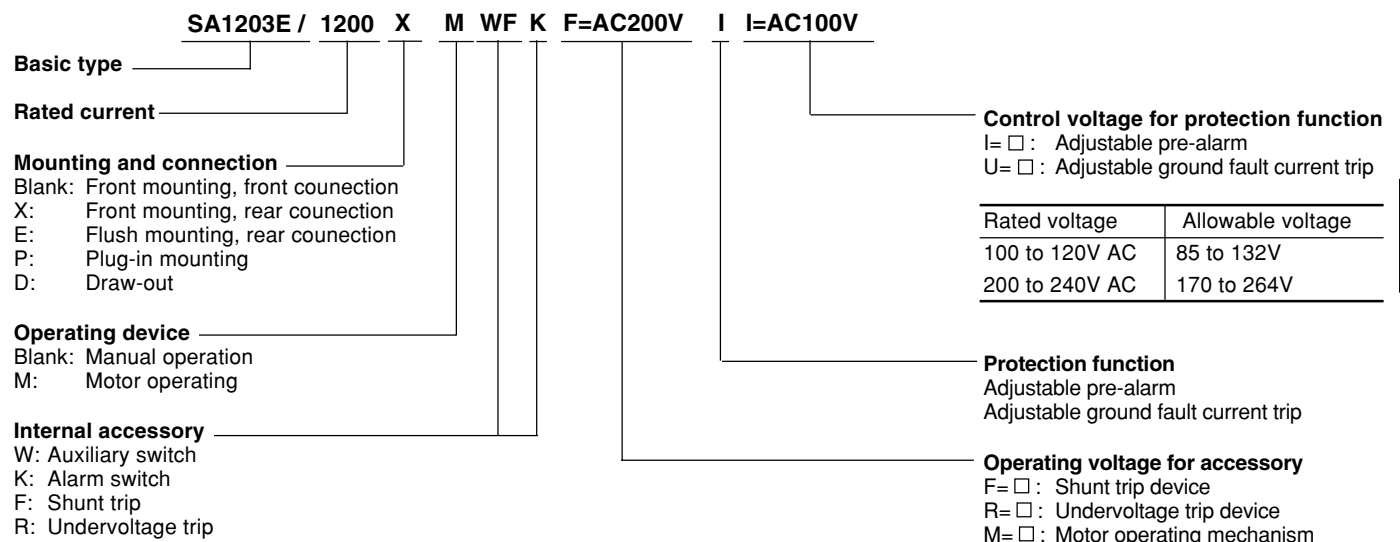 SA1203E / 1200 X M WF K F=AC200V I I=AC100V
Basic type
Rated current
Mounting and connection
Blank: Front mounting, front counection
X: Front mounting, rear counection
E: Flush mounting, rear counection
P: Plug-in mounting
D: Draw-out
Operating device
Blank: Manual operation
M: Motor operating
Internal accessory
W: Auxiliary switch
K: Alarm switch
F: Shunt trip
R: Undervoltage trip
Control voltage for protection function
I= □ : Adjustable pre-alarm
U= □ : Adjustable ground fault current trip
Rated voltage Allowable voltage
100 to 120V AC 85 to 132V
200 to 240V AC 170 to 264V
Protection function
Adjustable pre-alarm
Adjustable ground fault current trip
Operating voltage for accessory
F= □ : Shunt trip device
R= □ : Undervoltage trip device
M= □ : Motor operating mechanism